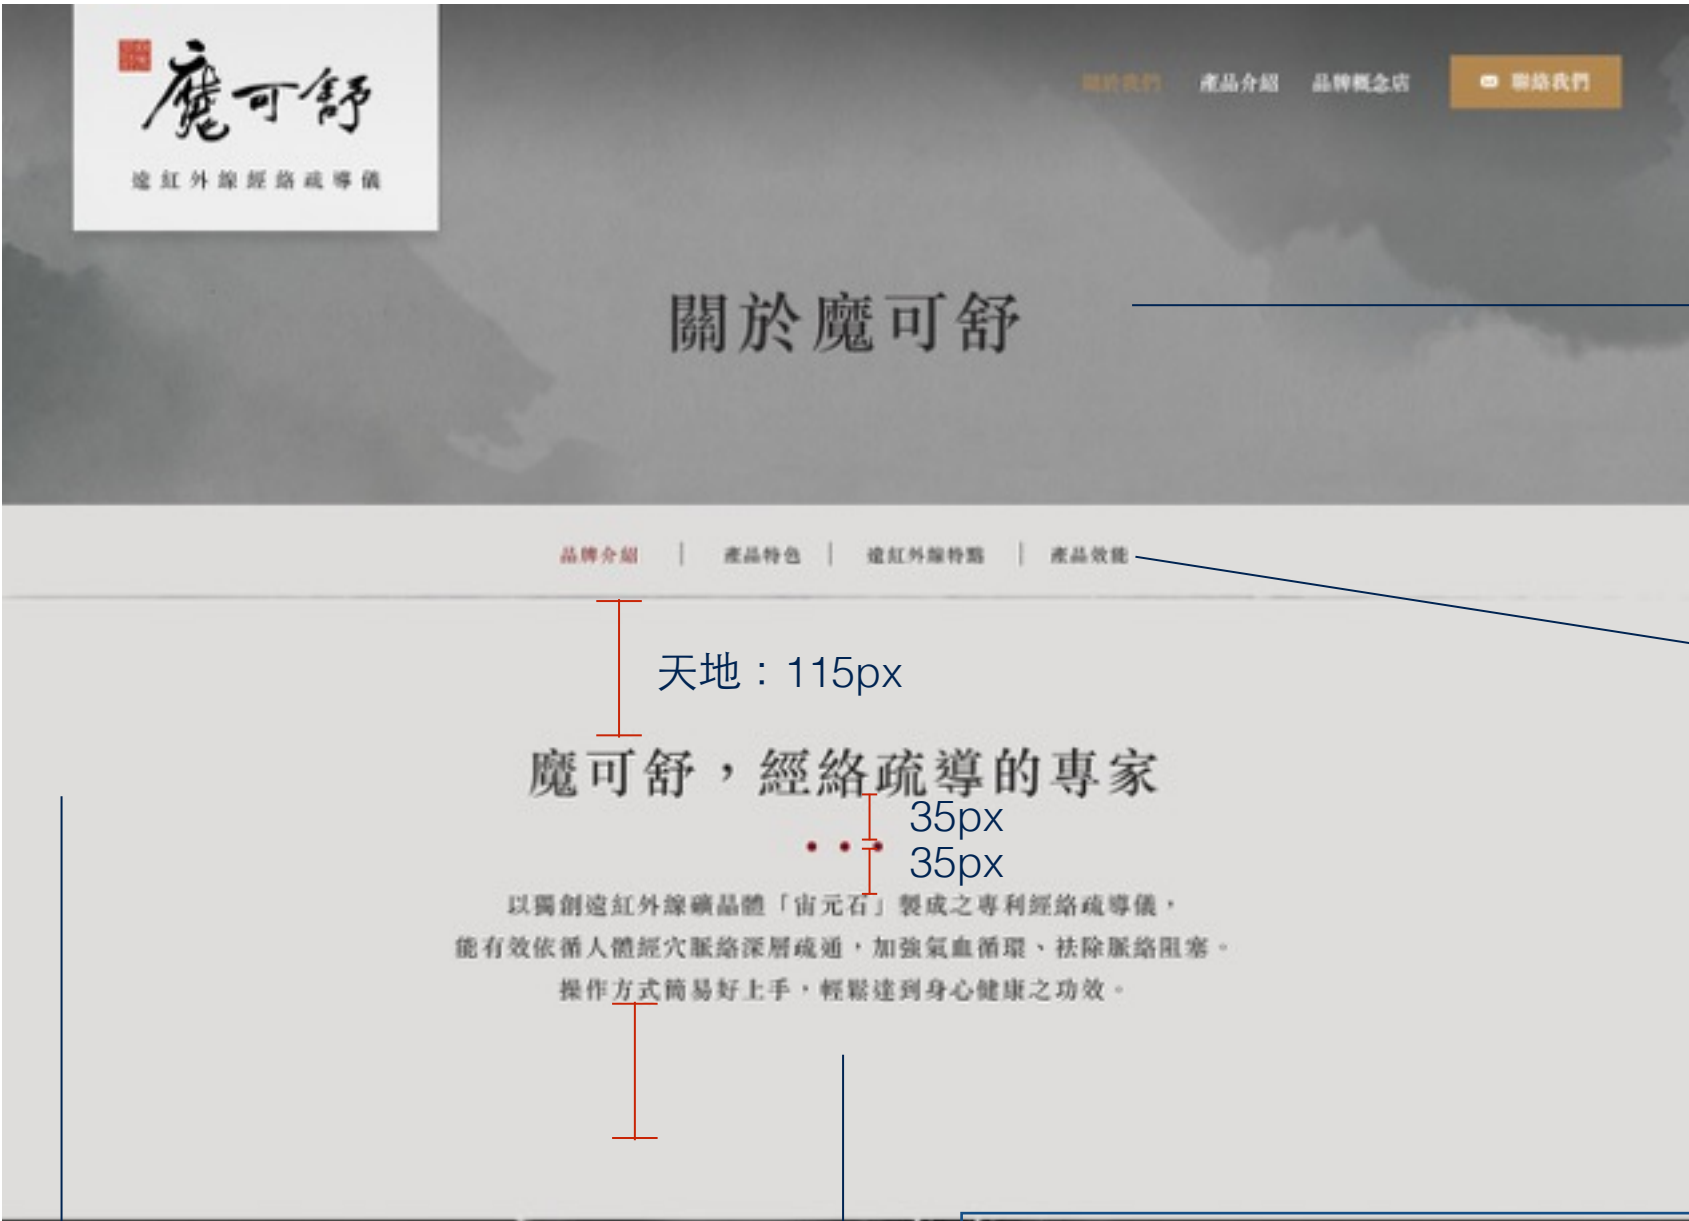 魔可舒
遠紅外線經絡疏導儀
關於我們 產品介紹 品牌概念店 聯絡我們
關於魔可舒
品牌介紹 | 產品特色 | 遠紅外線特點 | 產品效能
天地：115px
魔可舒，經絡疏導的專家
35px
35px
以獨創遠紅外線礦晶體「宙元石」製成之專利經絡疏導儀，
能有效依循人體經穴脈絡深層疏通，加強氣血循環、袪除脈絡阻塞。
操作方式簡易好上手，輕鬆達到身心健康之功效。